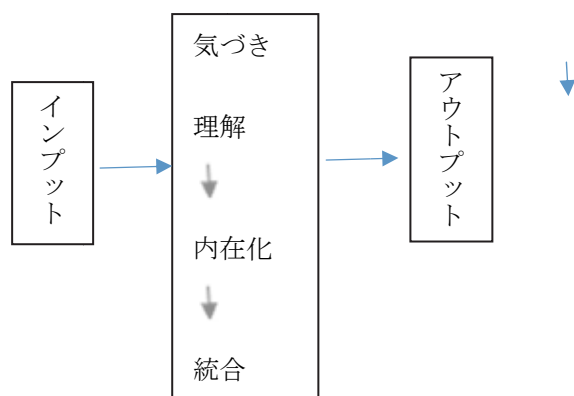 インプット
気づき
理解
内在化
統合
アウトプット